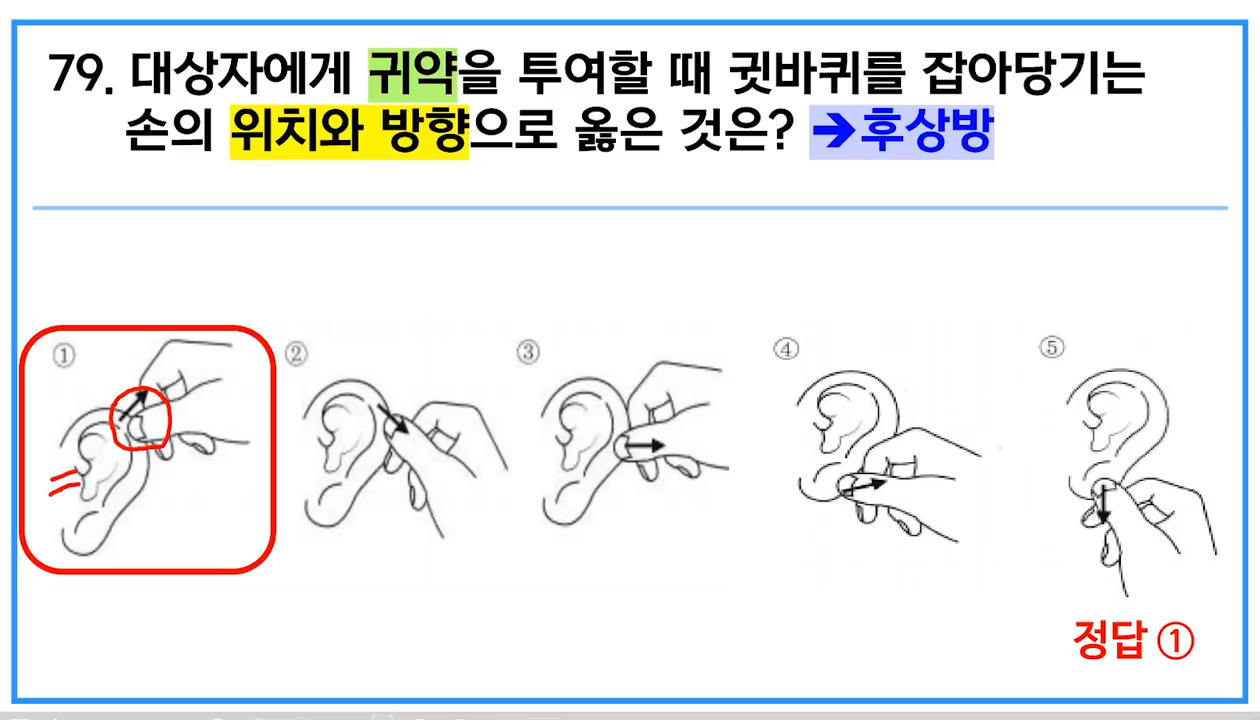 79. 대상자에게 귀약을 투여할 때 귓바퀴를 잡아당기는
손의 위치와 방향으로 옳은 것은? ➔후상방
① ② ③ ④ ⑤
정답 ①